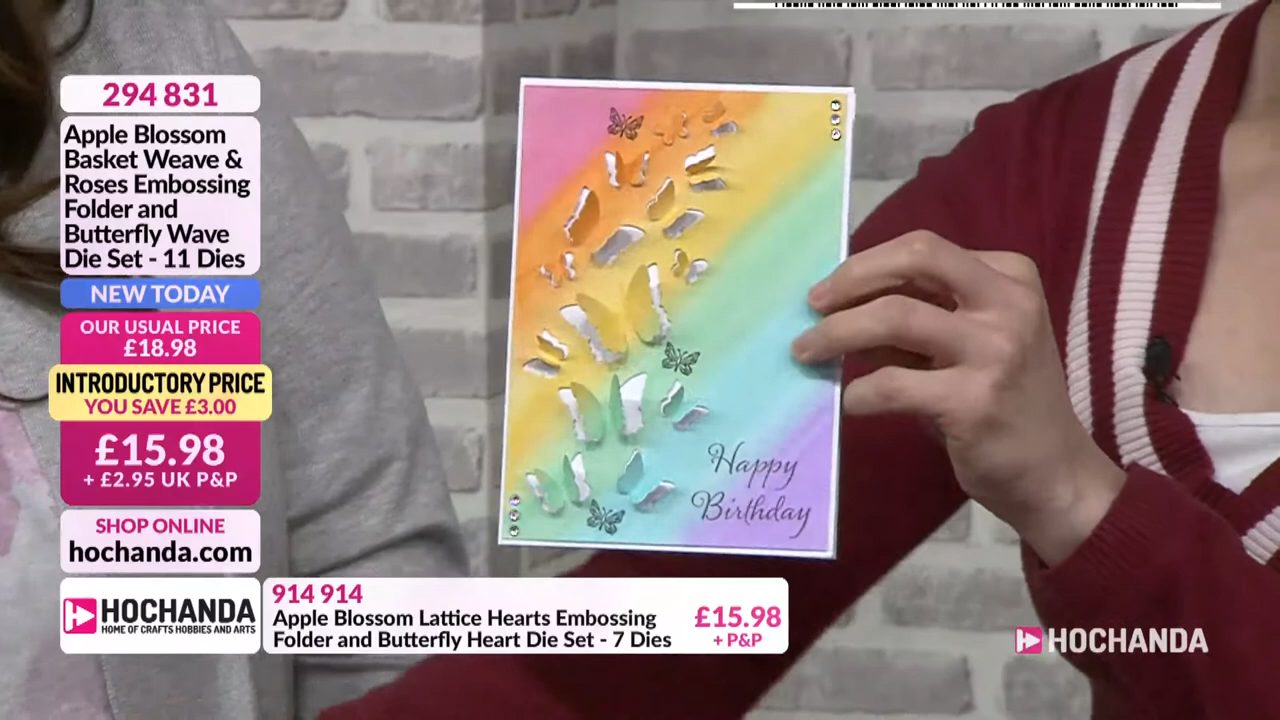 294 831
Apple Blossom
Basket Weave &
Roses Embossing
Folder and
Butterfly Wave
Die Set - 11 Dies
NEW TODAY
OUR USUAL PRICE
£18.98
INTRODUCTORY PRICE
YOU SAVE £3.00
£15.98
+ £2.95 UK P&P
SHOP ONLINE
hochanda.com
HOCHANDA
HOME OF CRAFTS HOBBIES AND ARTS
914 914
Apple Blossom Lattice Hearts Embossing
Folder and Butterfly Heart Die Set - 7 Dies
£15.98
+ P&P
Happy
Birthday
HOCHANDA